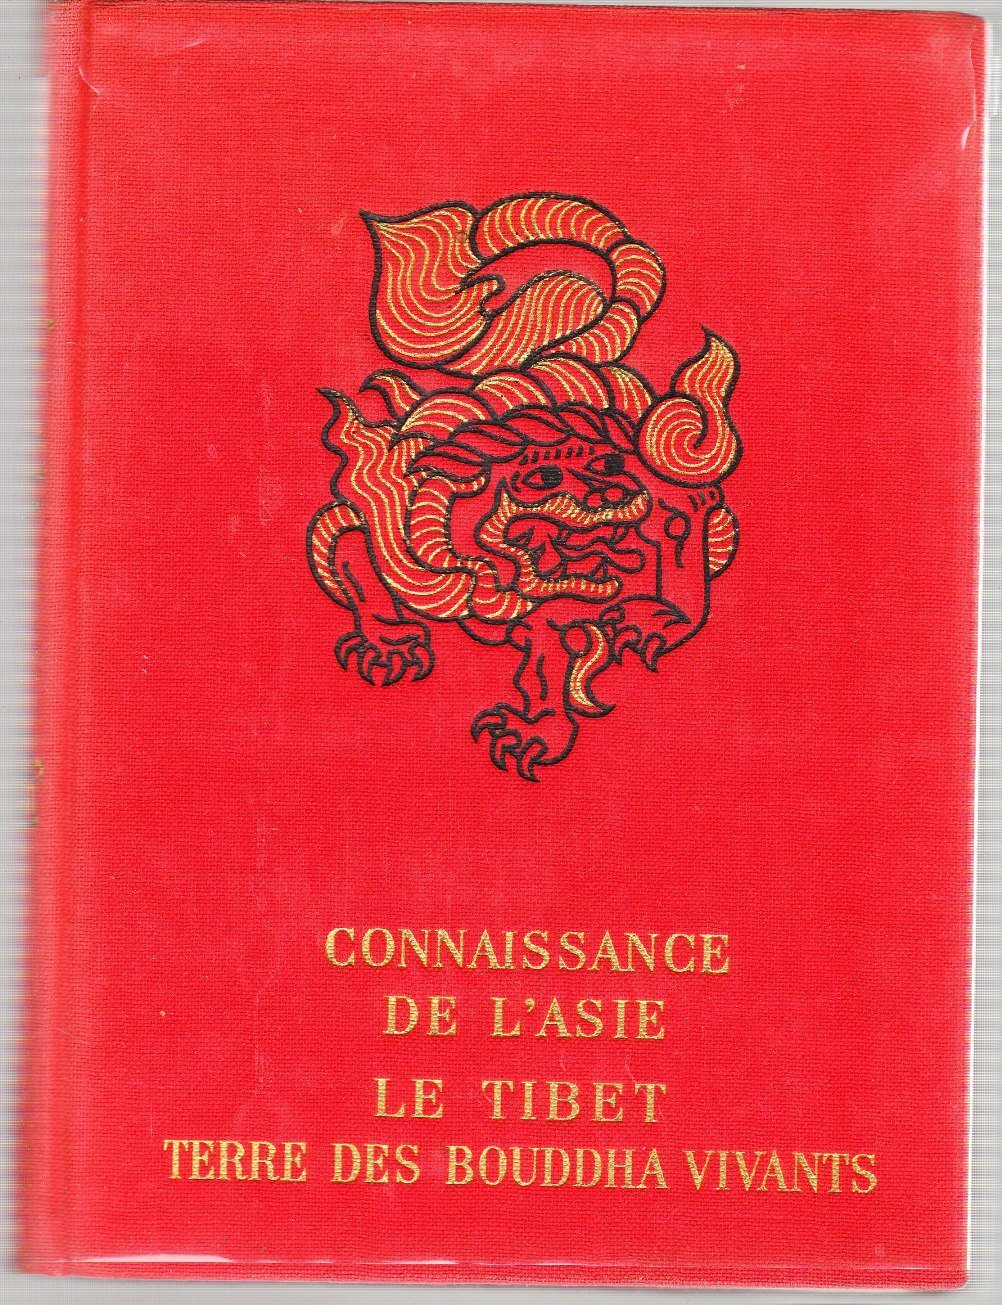 CONNAISSANCE
DE L'ASIE
LE TIBET
TERRE DES BOUDDHA VIVANTS